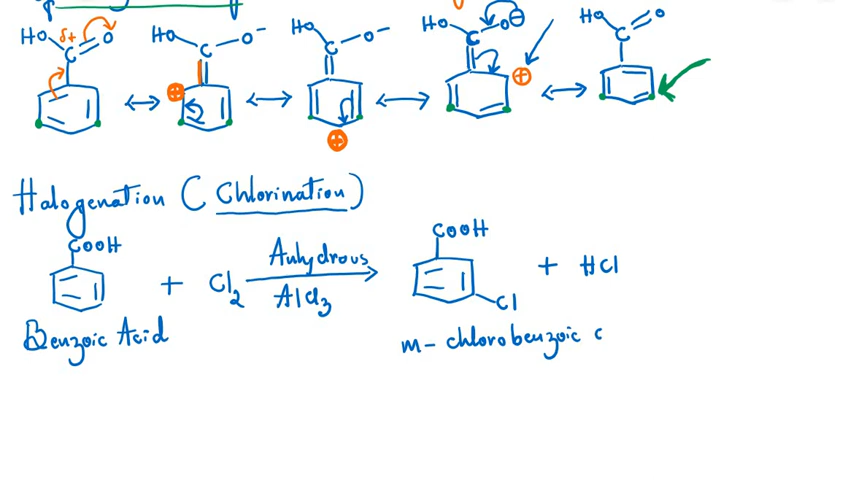 HO δ+ O C HO C O⁻ HO C O⁻ HO C O⊖ HO C O
⊕ ⊕ ⊕
Halogenation (Chlorination)
COOH COOH
+ Cl₂ Anhydrous AlCl₃ + HCl
Cl
Benzoic Acid m- chlorobenzoic